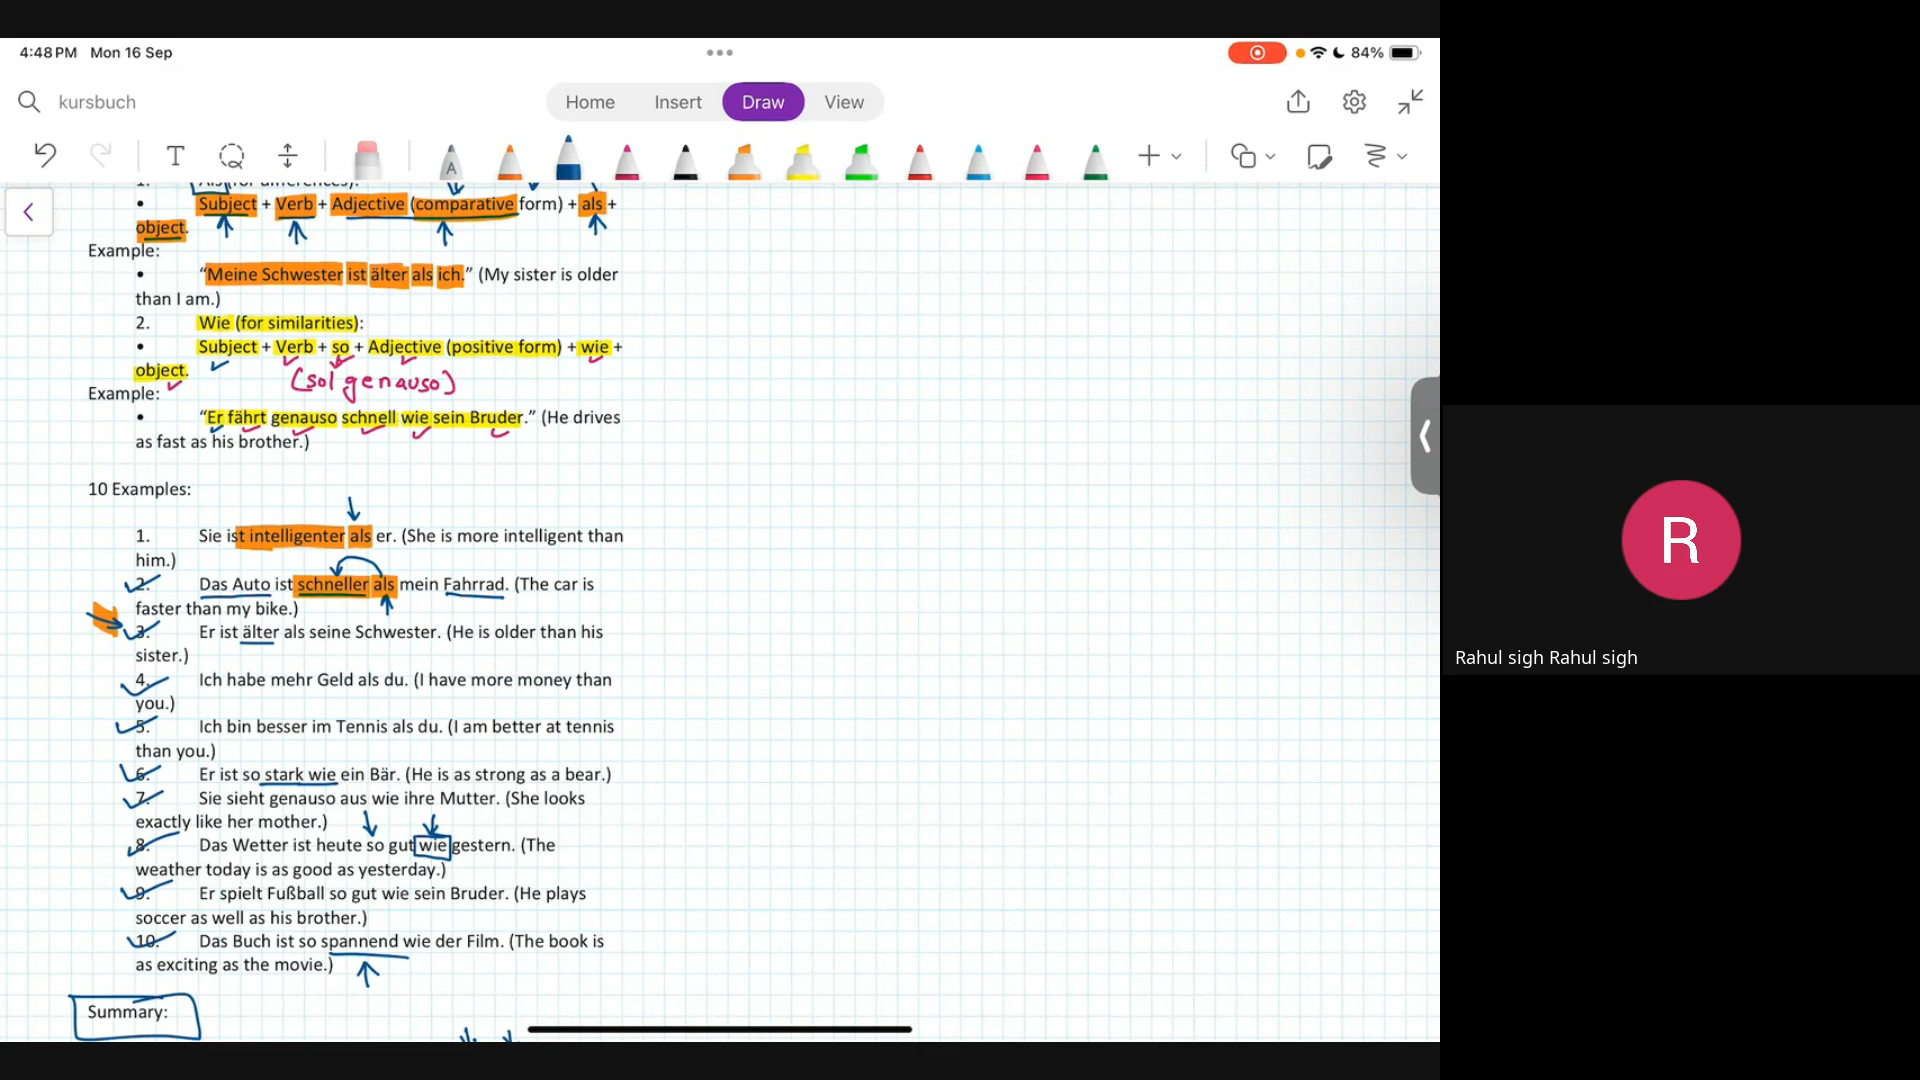 4:48 PM Mon 16 Sep
84%
kursbuch
Home Insert Draw View
A
1. Als (for differences):
• Subject + Verb + Adjective (comparative form) + als +
object.
Example:
• “Meine Schwester ist älter als ich.” (My sister is older
than I am.)
2. Wie (for similarities):
• Subject + Verb + so + Adjective (positive form) + wie +
object.
(so/genauso)
Example:
• “Er fährt genauso schnell wie sein Bruder.” (He drives
as fast as his brother.)
10 Examples:
1. Sie ist intelligenter als er. (She is more intelligent than
him.)
2. Das Auto ist schneller als mein Fahrrad. (The car is
faster than my bike.)
3. Er ist älter als seine Schwester. (He is older than his
sister.)
4. Ich habe mehr Geld als du. (I have more money than
you.)
5. Ich bin besser im Tennis als du. (I am better at tennis
than you.)
6. Er ist so stark wie ein Bär. (He is as strong as a bear.)
7. Sie sieht genauso aus wie ihre Mutter. (She looks
exactly like her mother.)
8. Das Wetter ist heute so gut wie gestern. (The
weather today is as good as yesterday.)
9. Er spielt Fußball so gut wie sein Bruder. (He plays
soccer as well as his brother.)
10. Das Buch ist so spannend wie der Film. (The book is
as exciting as the movie.)
Summary:
R
Rahul sigh Rahul sigh